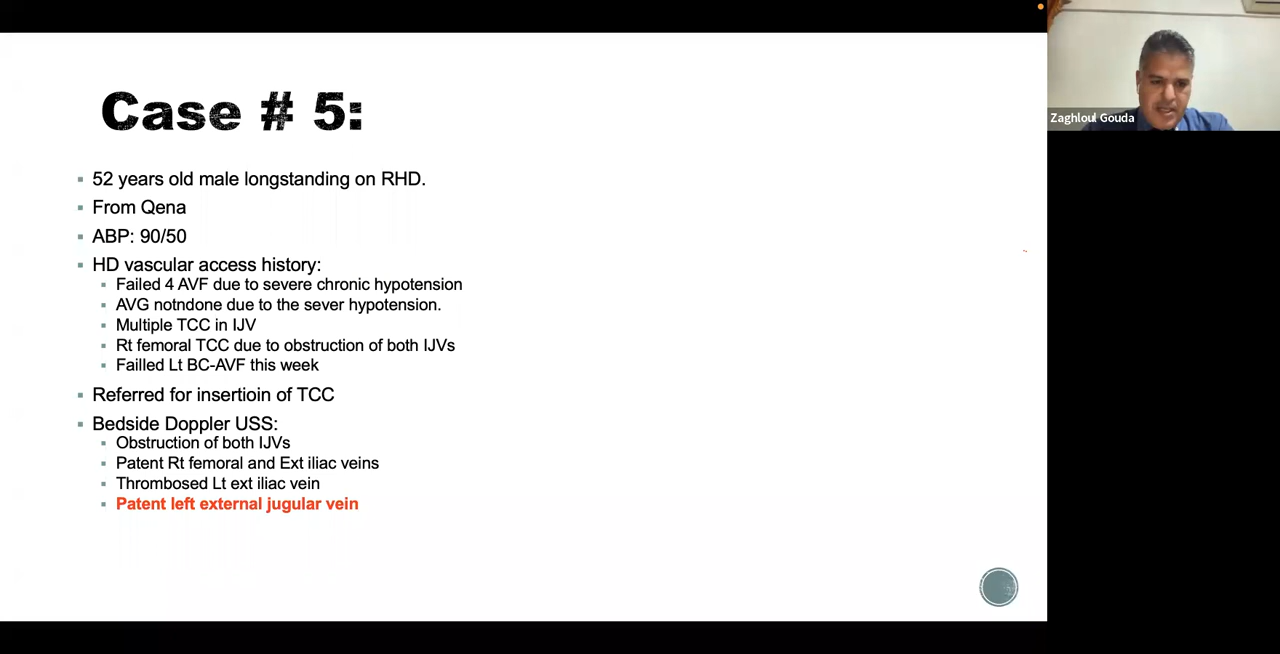 Case # 5:
52 years old male longstanding on RHD.
From Qena
ABP: 90/50
HD vascular access history:
Failed 4 AVF due to severe chronic hypotension
AVG notndone due to the sever hypotension.
Multiple TCC in IJV
Rt femoral TCC due to obstruction of both IJVs
Failled Lt BC-AVF this week
Referred for insertioin of TCC
Bedside Doppler USS:
Obstruction of both IJVs
Patent Rt femoral and Ext iliac veins
Thrombosed Lt ext iliac vein
Patent left external jugular vein
Zaghloul Gouda